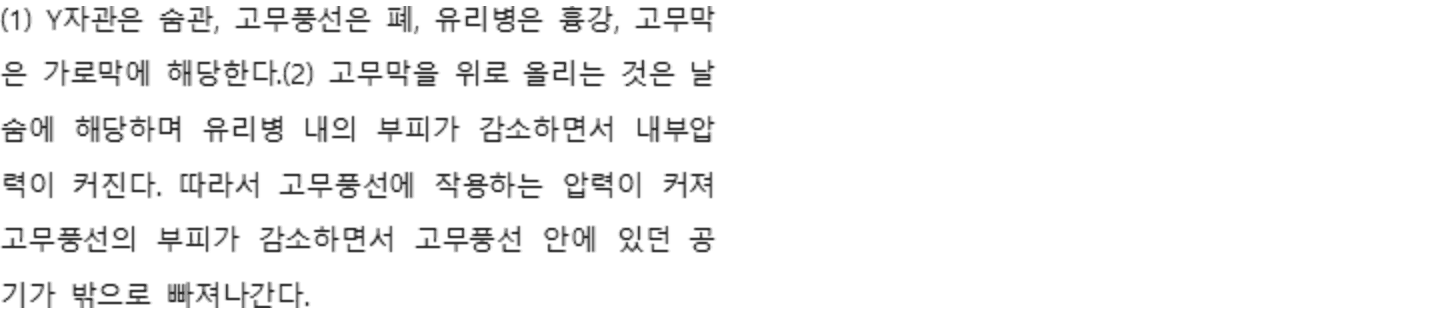 (1) Y자관은 숨관, 고무풍선은 폐, 유리병은 흉강, 고무막
은 가로막에 해당한다.(2) 고무막을 위로 올리는 것은 날
숨에 해당하며 유리병 내의 부피가 감소하면서 내부압
력이 커진다. 따라서 고무풍선에 작용하는 압력이 커져
고무풍선의 부피가 감소하면서 고무풍선 안에 있던 공
기가 밖으로 빠져나간다.